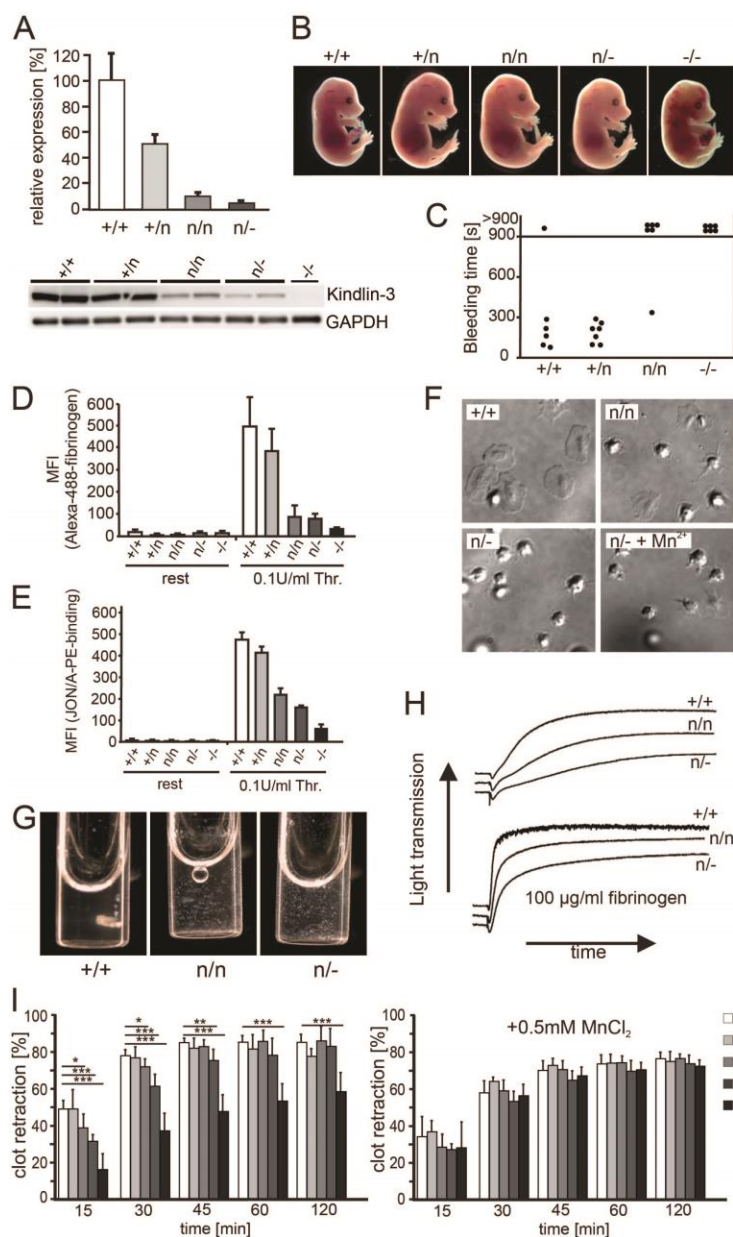 A
relative expression [%]
120
100
80
60
40
20
0
+/+ +/n n/n n/-
+/+ +/n n/n n/- -/-
Kindlin-3
GAPDH
B
+/+ +/n n/n n/- -/-
C
Bleeding time [s]
>900
900
600
300
0
+/+ +/n n/n -/-
D
MFI
(Alexa-488-fibrinogen)
600
500
400
300
200
100
0
+/+ +/n n/n n/- -/- +/+ +/n n/n n/- -/-
rest 0.1U/ml Thr.
E
MFI (JON/A-PE-binding)
600
500
400
300
200
100
0
+/+ +/n n/n n/- -/- +/+ +/n n/n n/- -/-
rest 0.1U/ml Thr.
F
+/+ n/n
n/- n/- + Mn²⁺
G
+/+ n/n n/-
H
Light transmission
+/+
n/n
n/-
+/+
n/n
n/-
100 µg/ml fibrinogen
time
I
clot retraction [%]
100
80
60
40
20
0
* *** ***
* *** ***
** ***
***
***
15 30 45 60 120
time [min]
+0.5mM MnCl₂
clot retraction [%]
100
80
60
40
20
0
15 30 45 60 120
time [min]